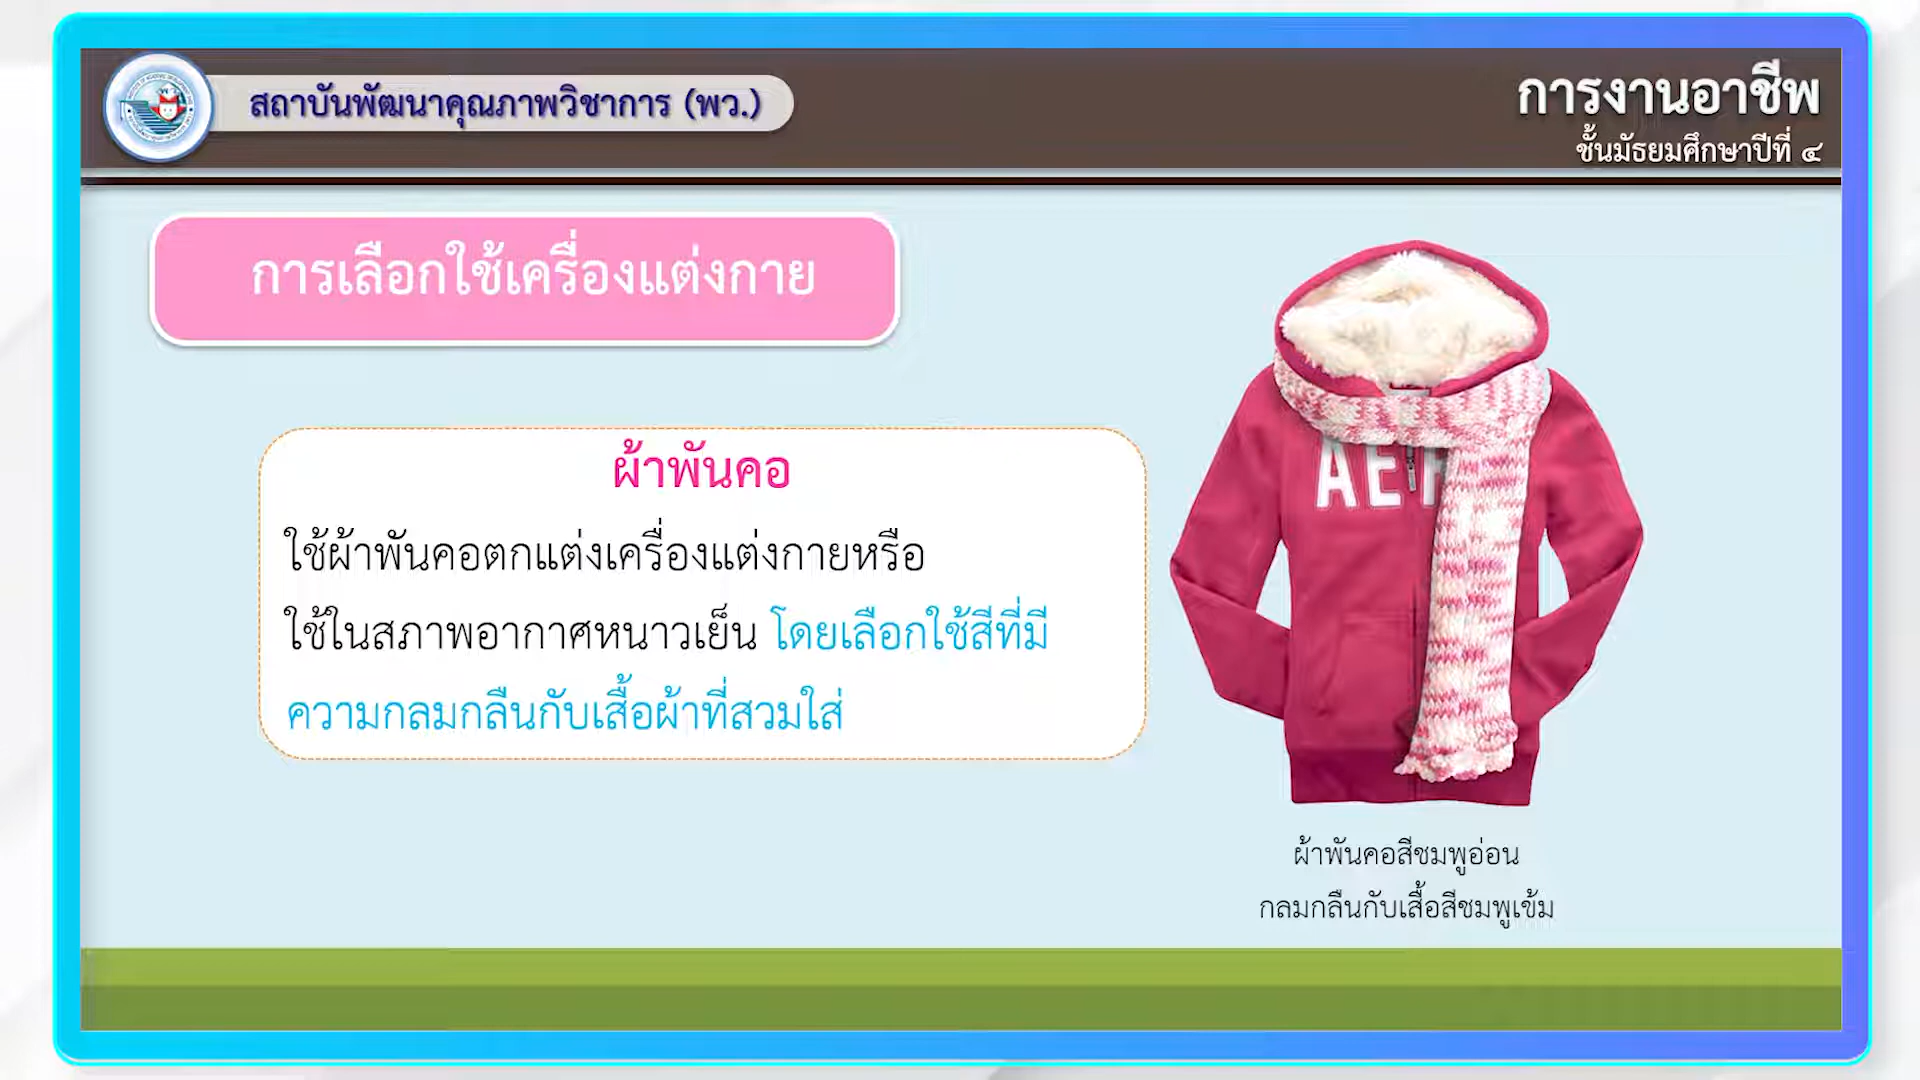 สถาบันพัฒนาคุณภาพวิชาการ (พว.)
การงานอาชีพ
ชั้นมัธยมศึกษาปีที่ ๔
การเลือกใช้เครื่องแต่งกาย
ผ้าพันคอ
ใช้ผ้าพันคอตกแต่งเครื่องแต่งกายหรือ
ใช้ในสภาพอากาศหนาวเย็น โดยเลือกใช้สีที่มี
ความกลมกลืนกับเสื้อผ้าที่สวมใส่
ผ้าพันคอสีชมพูอ่อน
กลมกลืนกับเสื้อสีชมพูเข้ม